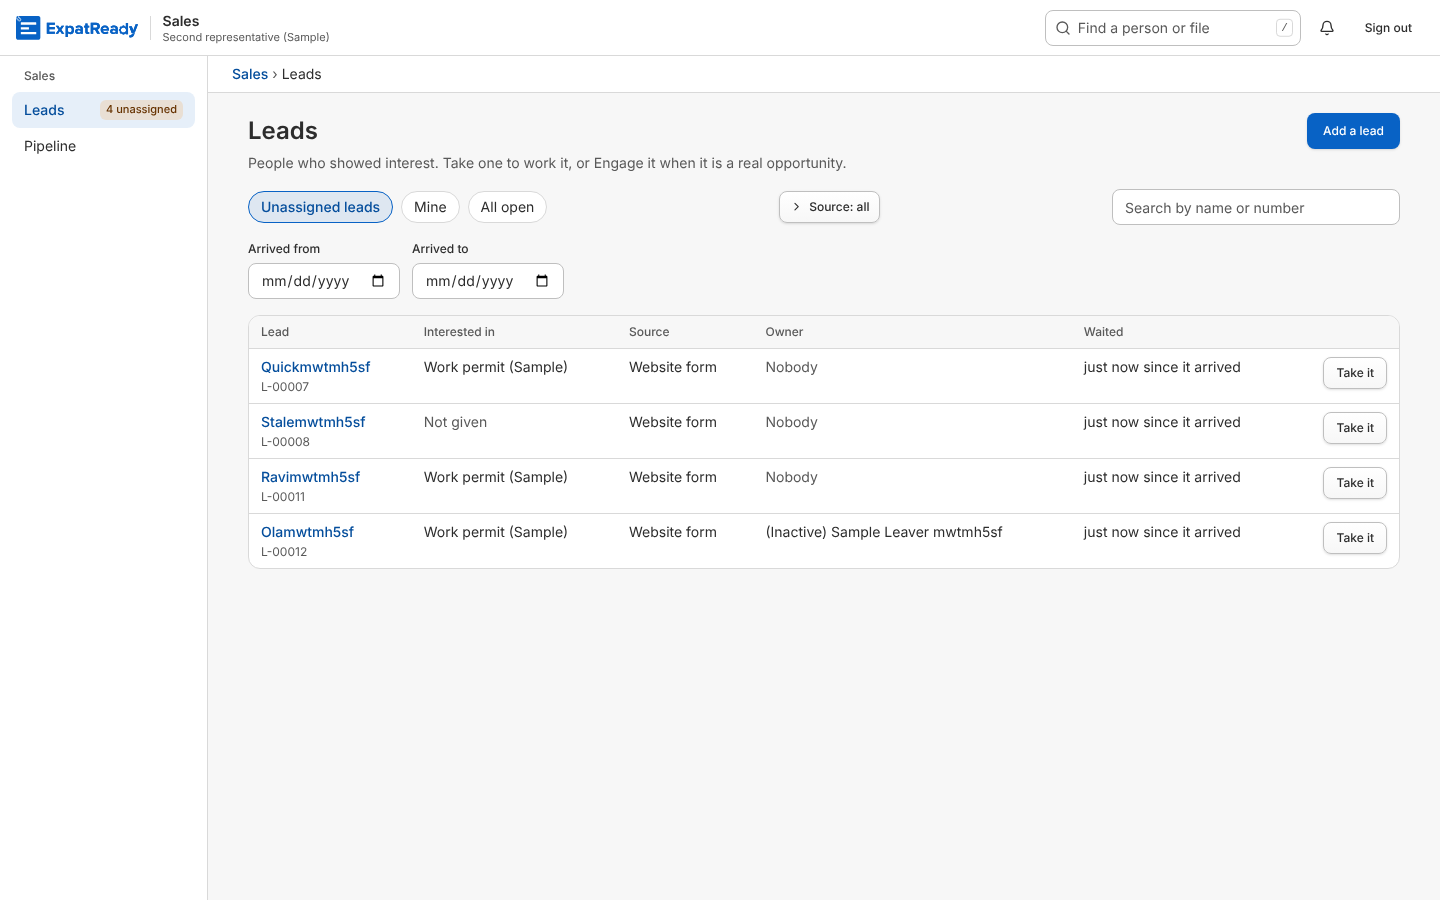 ExpatReady
Sales
Second representative (Sample)
Find a person or file
/
Sign out
Sales
Leads
4 unassigned
Pipeline
Sales › Leads
Leads
Add a lead
People who showed interest. Take one to work it, or Engage it when it is a real opportunity.
Unassigned leads
Mine
All open
Source: all
Search by name or number
Arrived from
Arrived to
mm/dd/yyyy
mm/dd/yyyy
Lead Interested in Source Owner Waited
Quickmwtmh5sf Work permit (Sample) Website form Nobody just now since it arrived Take it
L-00007
Stalemwtmh5sf Not given Website form Nobody just now since it arrived Take it
L-00008
Ravimwtmh5sf Work permit (Sample) Website form Nobody just now since it arrived Take it
L-00011
Olamwtmh5sf Work permit (Sample) Website form (Inactive) Sample Leaver mwtmh5sf just now since it arrived Take it
L-00012